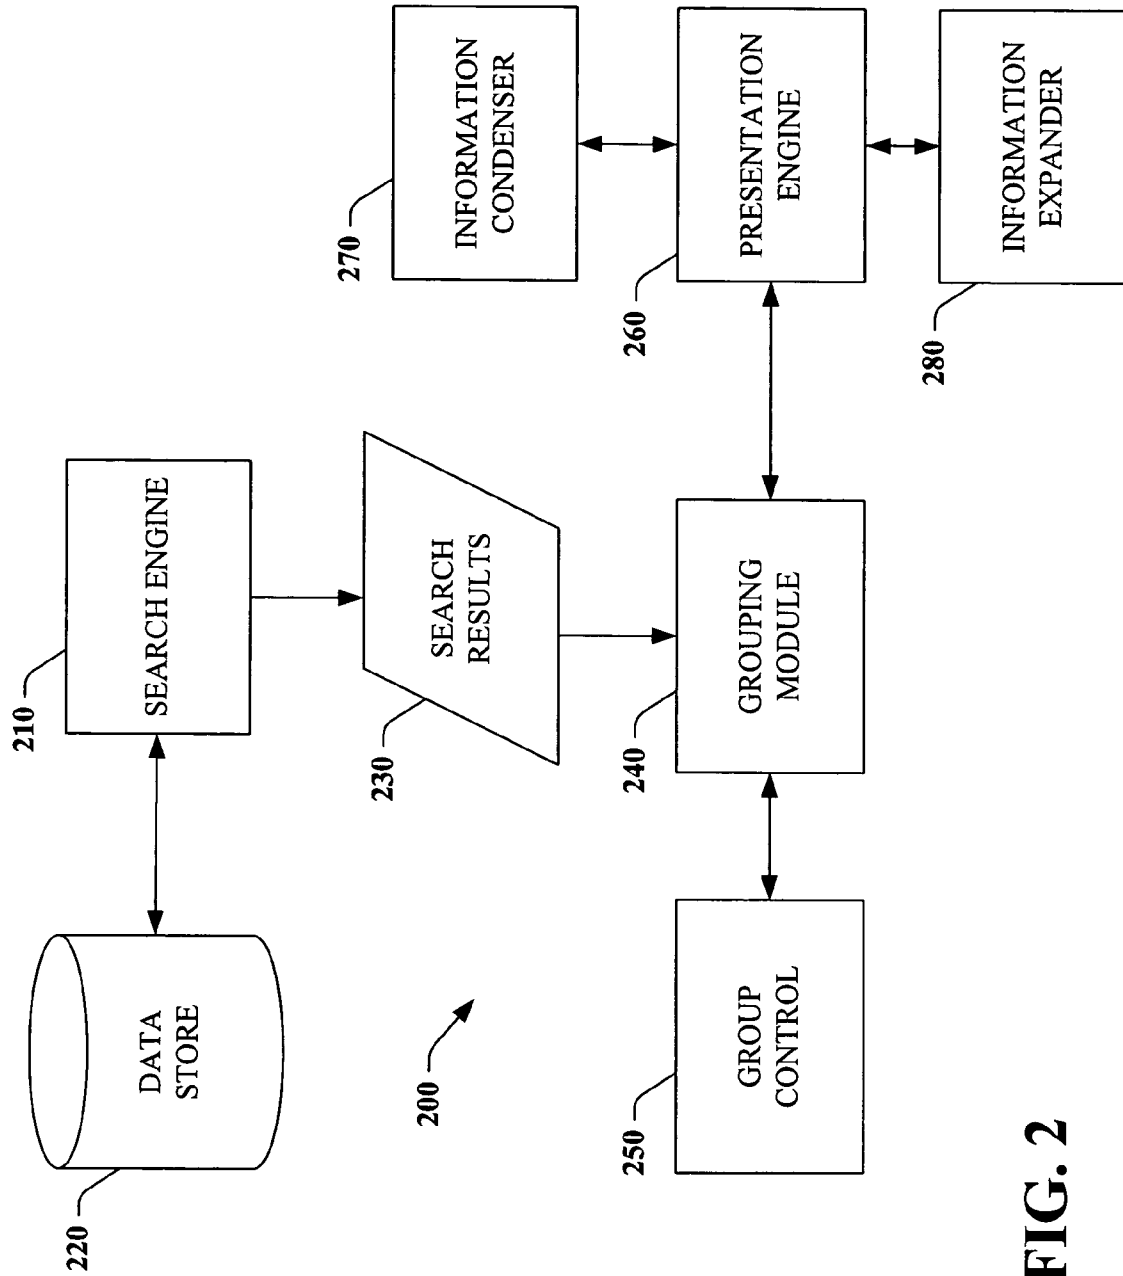 220
DATA
STORE
210
SEARCH ENGINE
230
SEARCH
RESULTS
270
INFORMATION
CONDENSER
200
250
GROUP
CONTROL
240
GROUPING
MODULE
260
PRESENTATION
ENGINE
280
INFORMATION
EXPANDER
FIG. 2